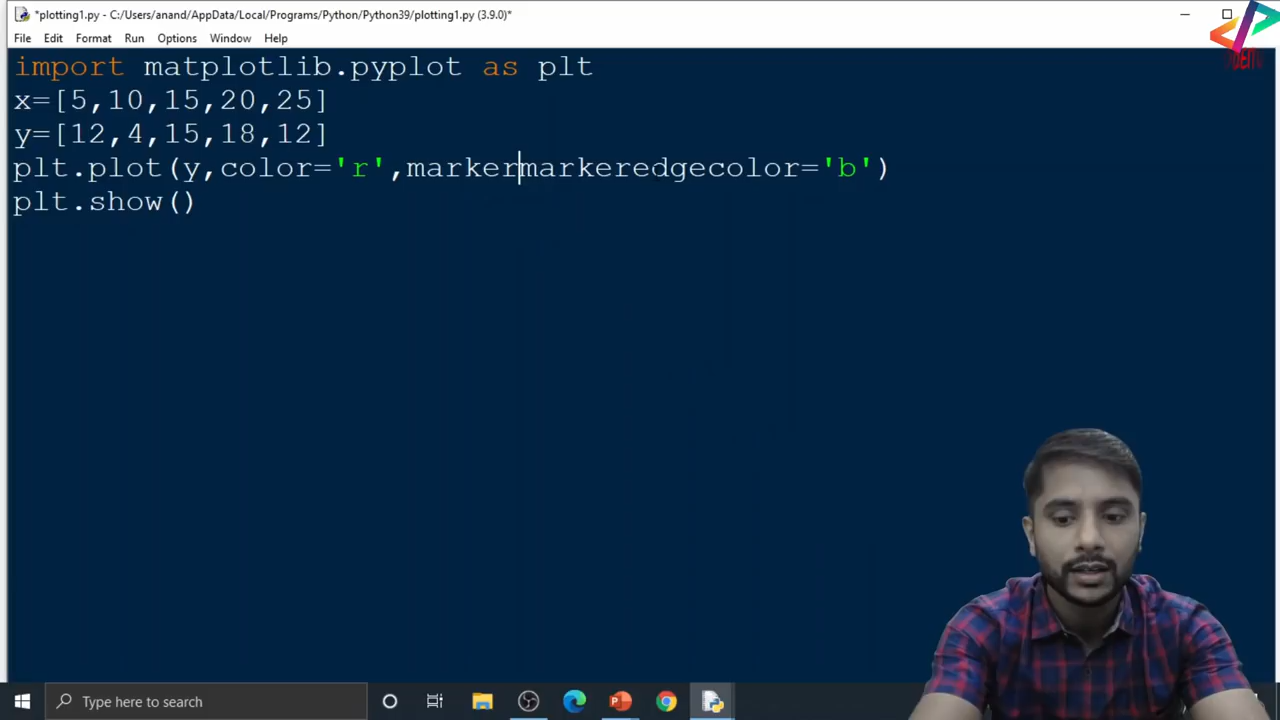 *plotting1.py - C:/Users/anand/AppData/Local/Programs/Python/Python39/plotting1.py (3.9.0)*
File Edit Format Run Options Window Help
import matplotlib.pyplot as plt
x=[5,10,15,20,25]
y=[12,4,15,18,12]
plt.plot(y,color='r',markermarkeredgecolor='b')
plt.show()
Type here to search